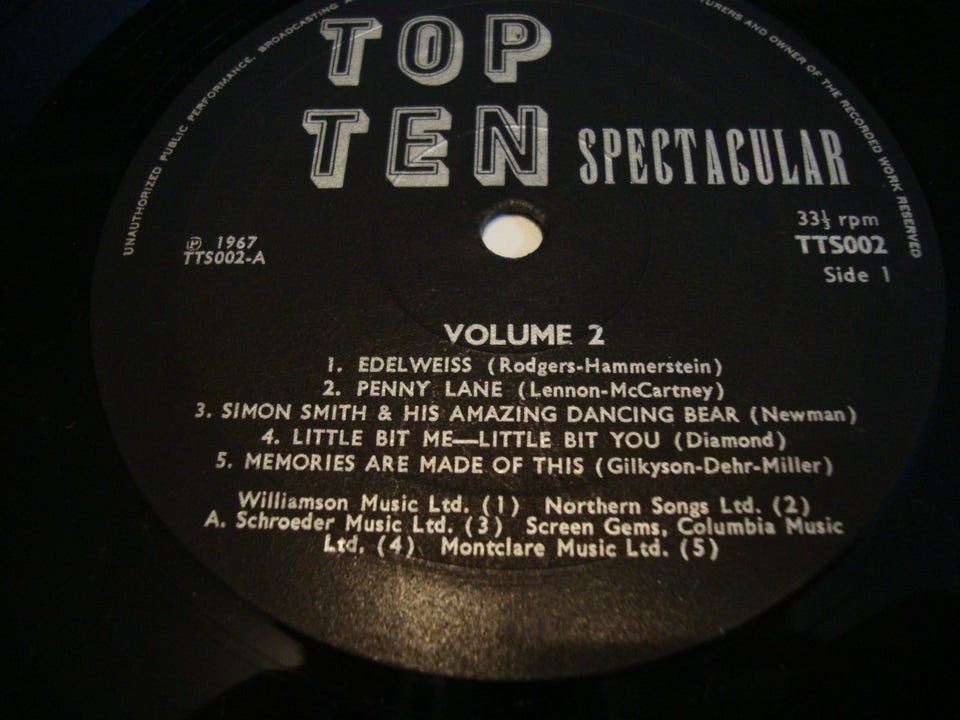 UNAUTHORIZED PUBLIC PERFORMANCE, BROADCASTING
OWNER OF THE RECORDED WORK RESERVED
TOP
TEN SPECTACULAR
℗ 1967
TTS002-A
33⅓ rpm
TTS002
Side 1
VOLUME 2
1. EDELWEISS (Rodgers-Hammerstein)
2. PENNY LANE (Lennon-McCartney)
3. SIMON SMITH & HIS AMAZING DANCING BEAR (Newman)
4. LITTLE BIT ME—LITTLE BIT YOU (Diamond)
5. MEMORIES ARE MADE OF THIS (Gilkyson-Dehr-Miller)
Williamson Music Ltd. (1) Northern Songs Ltd. (2)
A. Schroeder Music Ltd. (3) Screen Gems, Columbia Music
Ltd. (4) Montclare Music Ltd. (5)